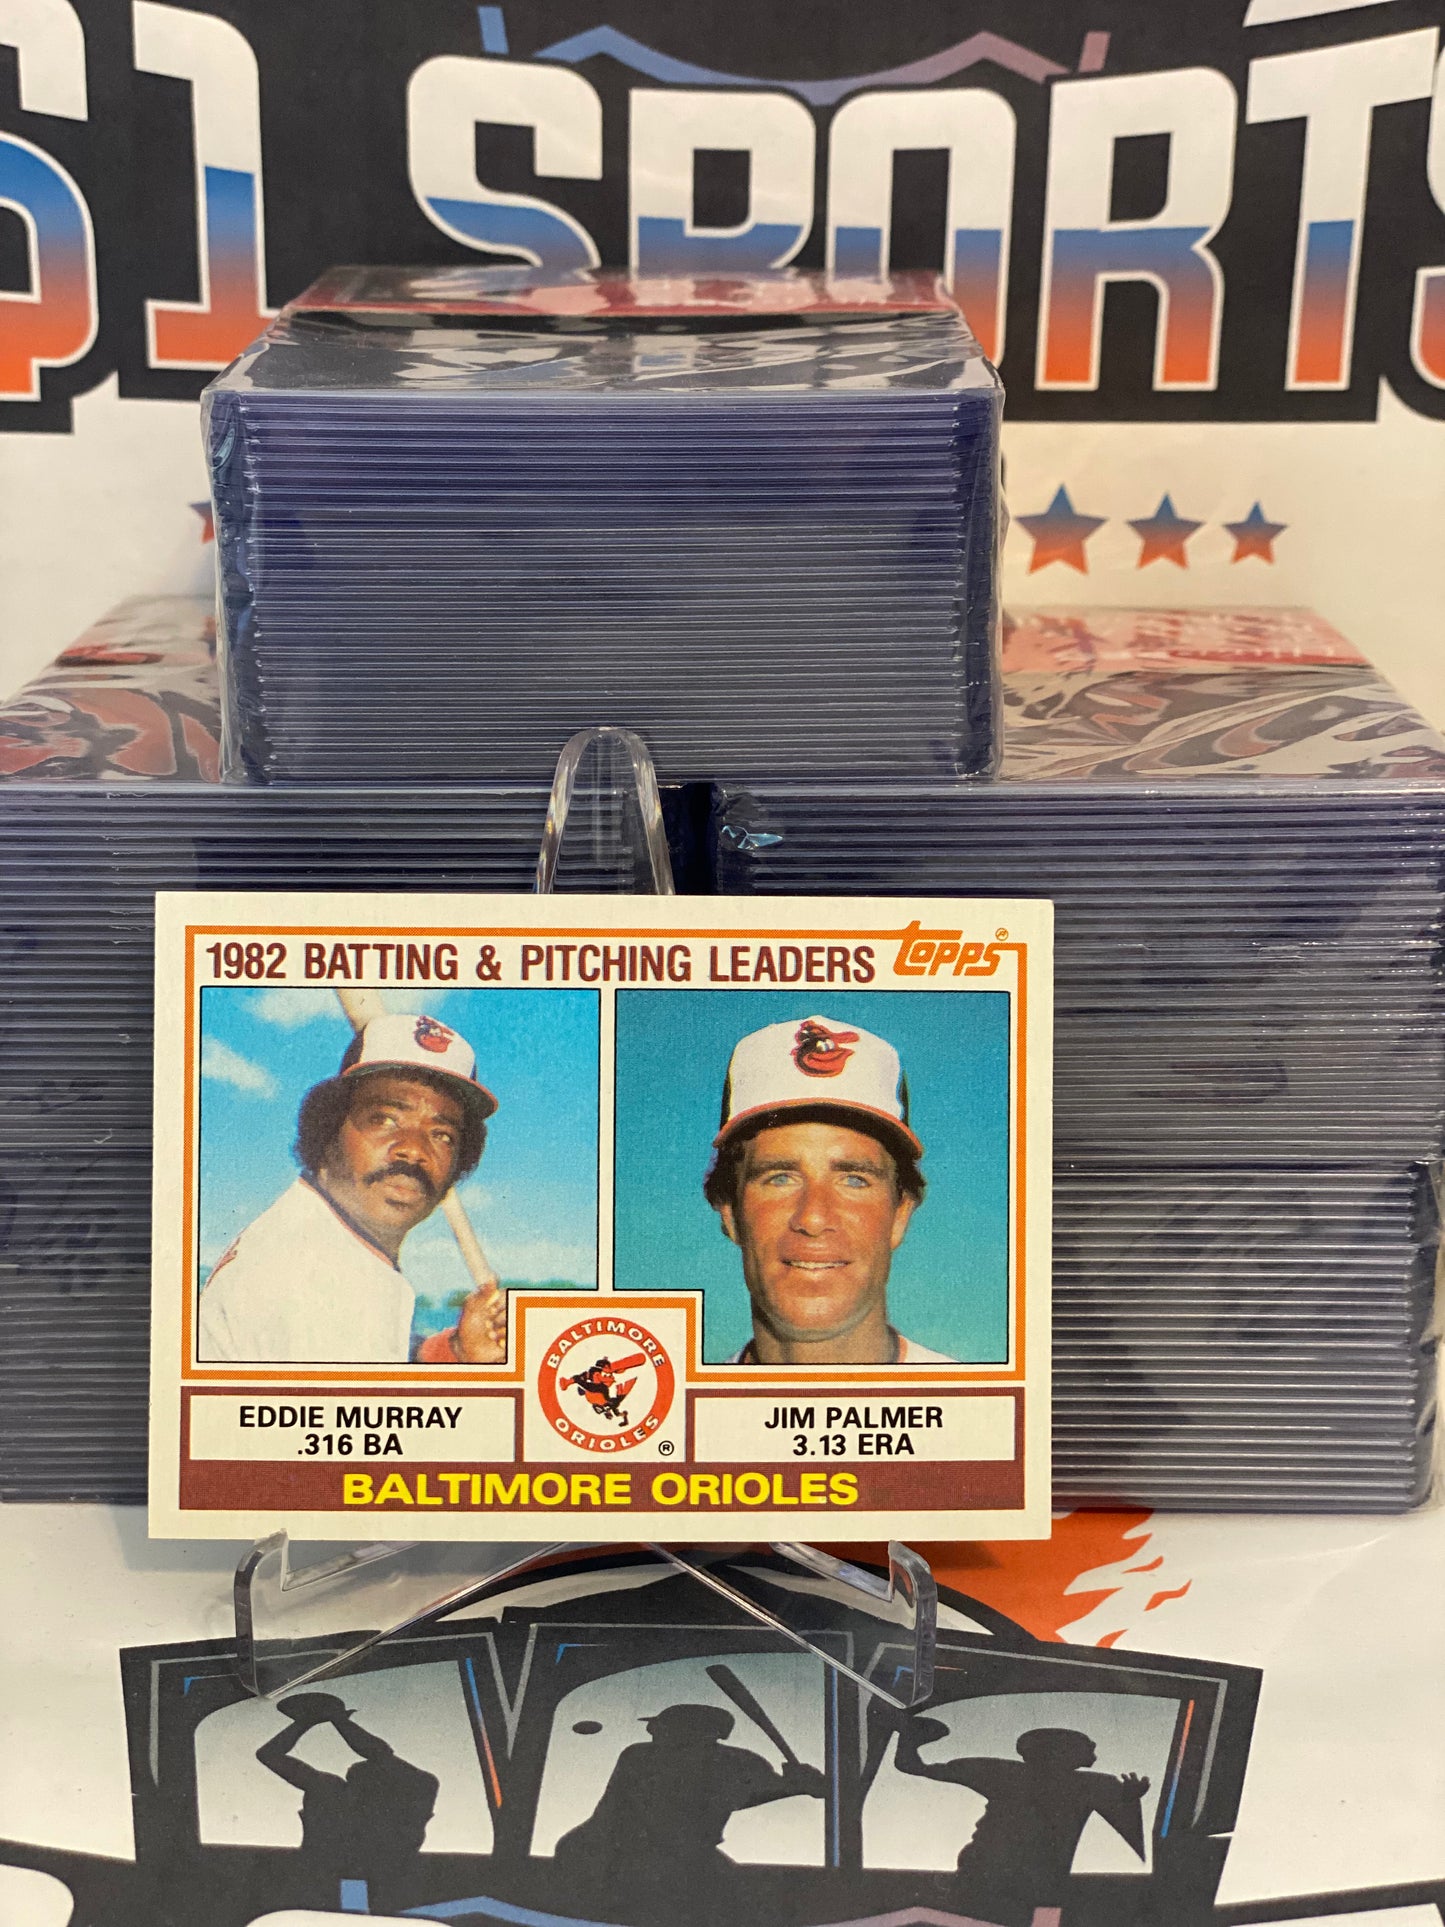 61 SPORTS
1982 BATTING & PITCHING LEADERS
topps®
BALTIMORE
ORIOLES
®
EDDIE MURRAY
.316 BA
JIM PALMER
3.13 ERA
BALTIMORE ORIOLES